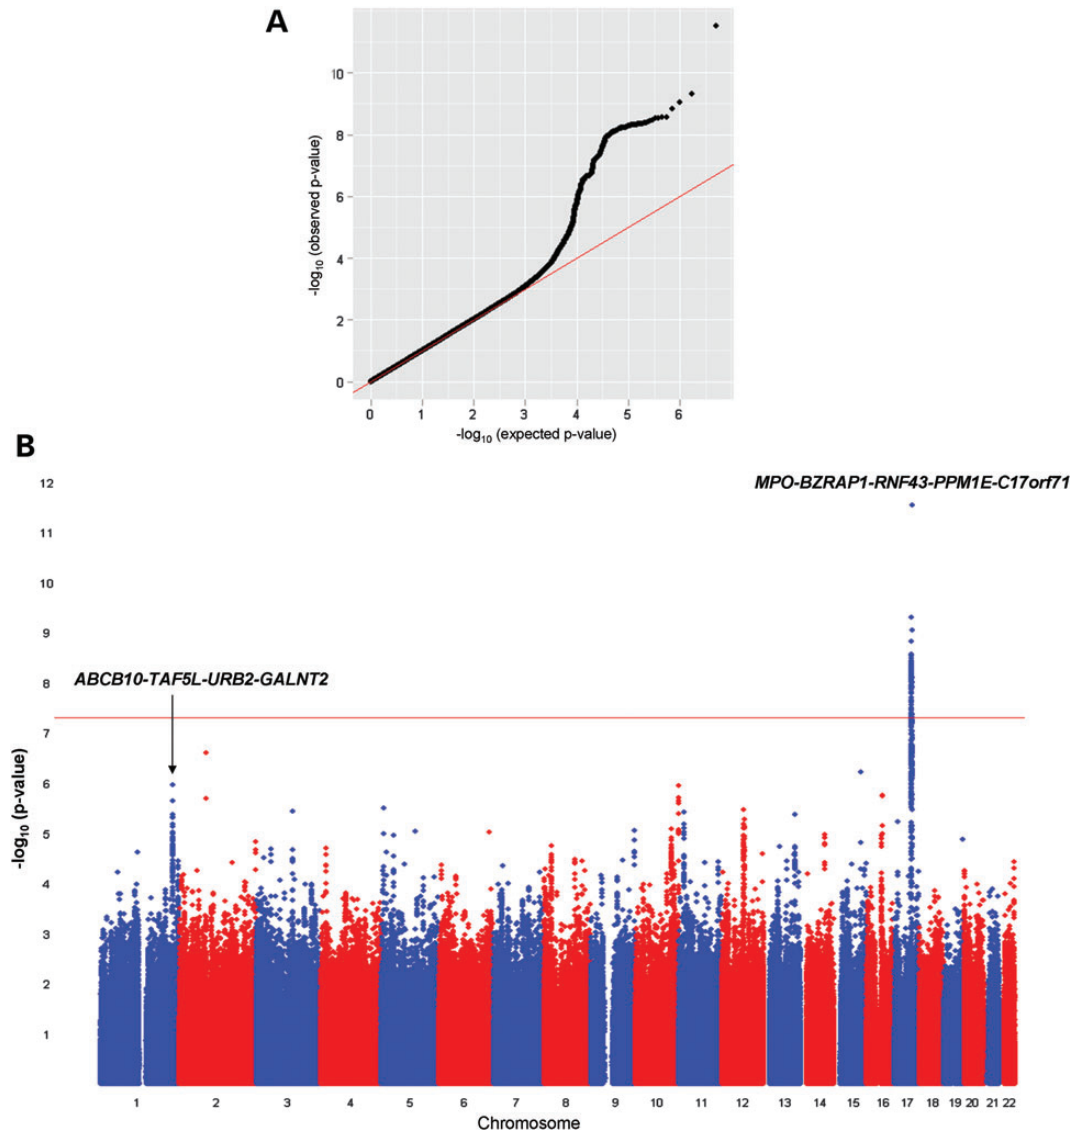 A
10
8
6
4
2
0
-log10 (observed p-value)
0 1 2 3 4 5 6
-log10 (expected p-value)
B
12
11
10
9
8
7
6
5
4
3
2
1
-log10 (p-value)
MPO-BZRAP1-RNF43-PPM1E-C17orf71
ABCB10-TAF5L-URB2-GALNT2
1 2 3 4 5 6 7 8 9 10 11 12 13 14 15 16 17 18 19 20 21 22
Chromosome